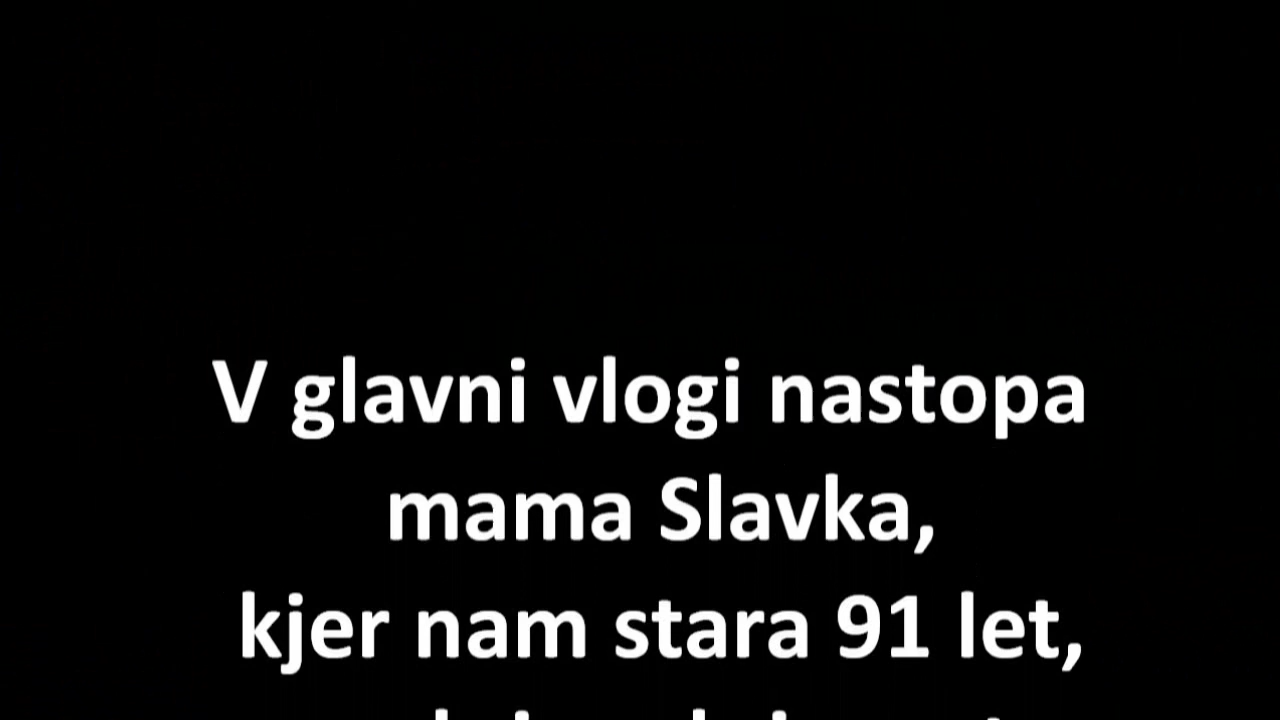 V glavni vlogi nastopa
mama Slavka,
kjer nam stara 91 let,